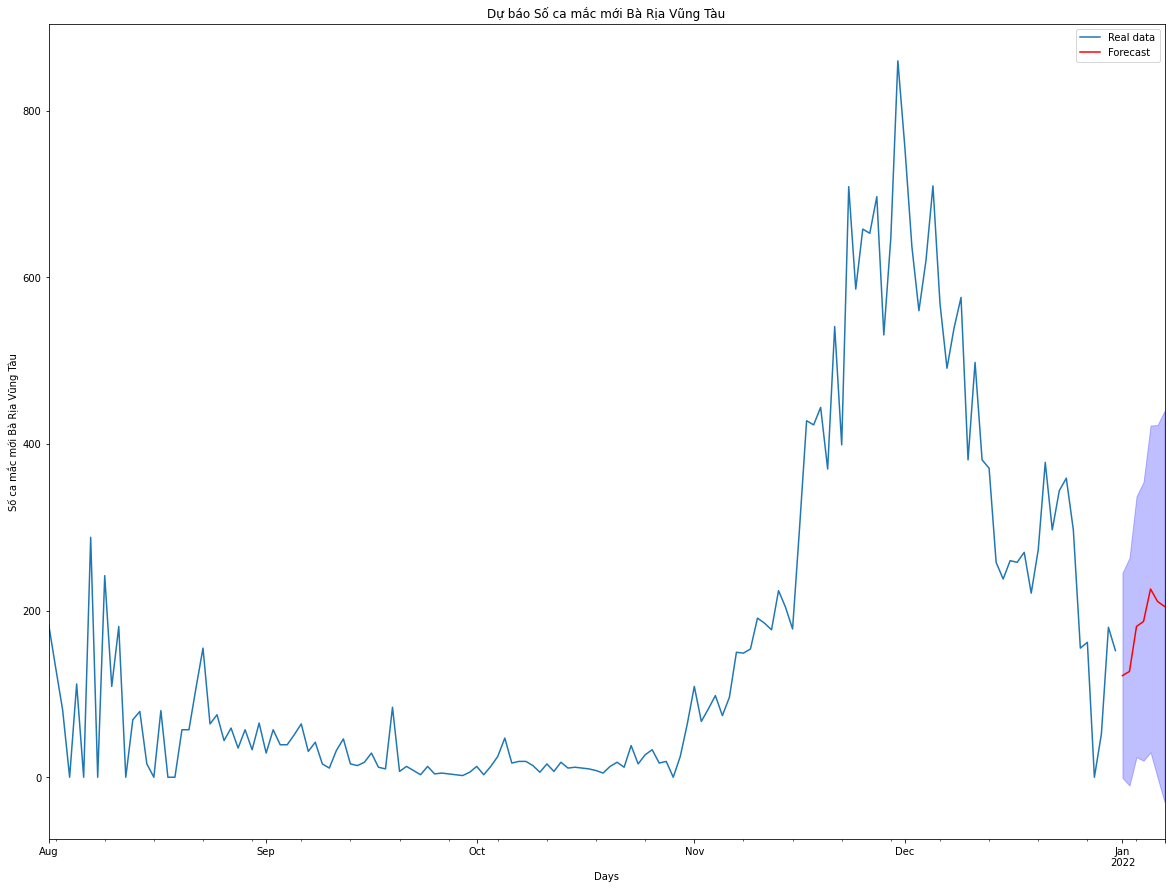 Dự báo Số ca mắc mới Bà Rịa Vũng Tàu
Real data
Forecast
Số ca mắc mới Bà Rịa Vũng Tàu
800
600
400
200
0
Aug
Sep
Oct
Nov
Dec
Jan
2022
Days